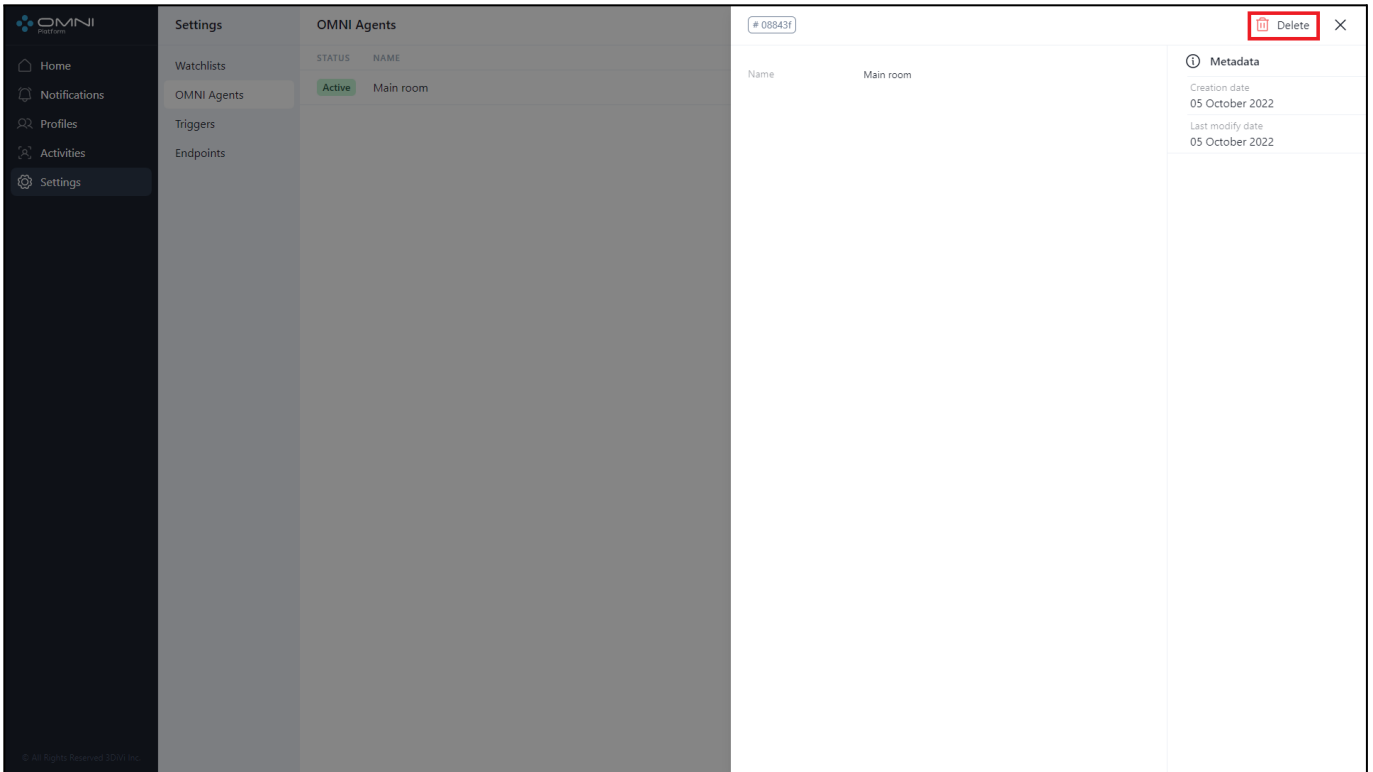 OMNI
Platform
Home
Notifications
Profiles
Activities
Settings
© All Rights Reserved 3DiVi Inc.
Settings
Watchlists
OMNI Agents
Triggers
Endpoints
OMNI Agents
STATUS NAME
Active Main room
# 08843f
Delete
Name Main room
Metadata
Creation date
05 October 2022
Last modify date
05 October 2022